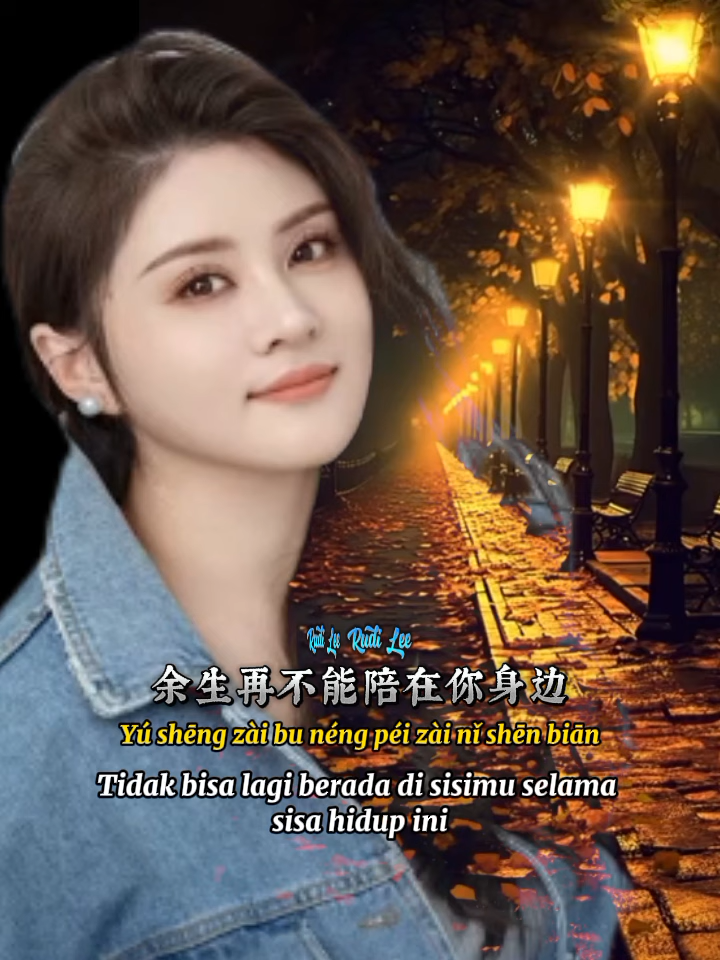 Rudi Lee Rudi Lee
余生再不能陪在你身边
Yú shēng zài bu néng péi zài nǐ shēn biān
Tidak bisa lagi berada di sisimu selama
sisa hidup ini